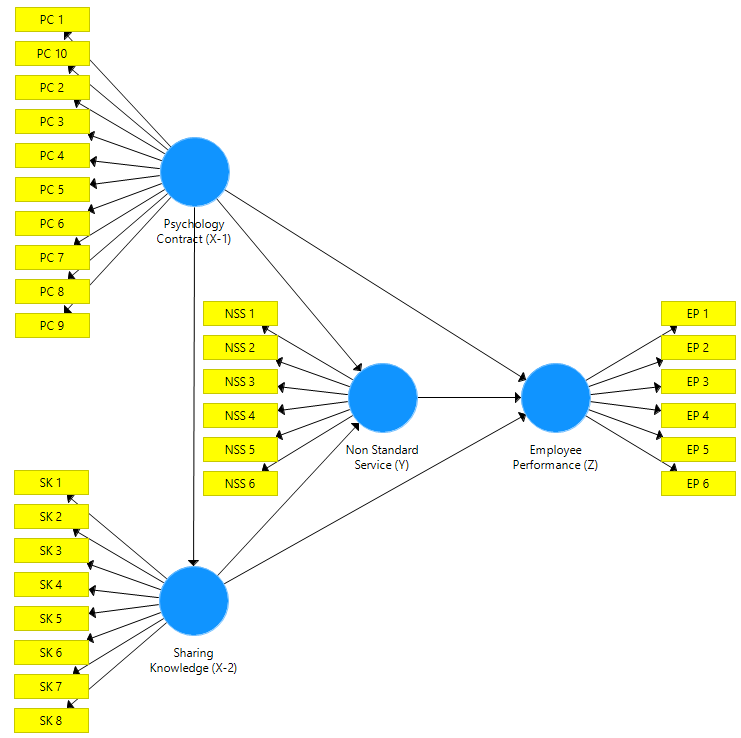 PC 1
PC 10
PC 2
PC 3
PC 4
PC 5
PC 6
PC 7
PC 8
PC 9
Psychology
Contract (X-1)
NSS 1
NSS 2
NSS 3
NSS 4
NSS 5
NSS 6
Non Standard
Service (Y)
EP 1
EP 2
EP 3
EP 4
EP 5
EP 6
Employee
Performance (Z)
SK 1
SK 2
SK 3
SK 4
SK 5
SK 6
SK 7
SK 8
Sharing
Knowledge (X-2)